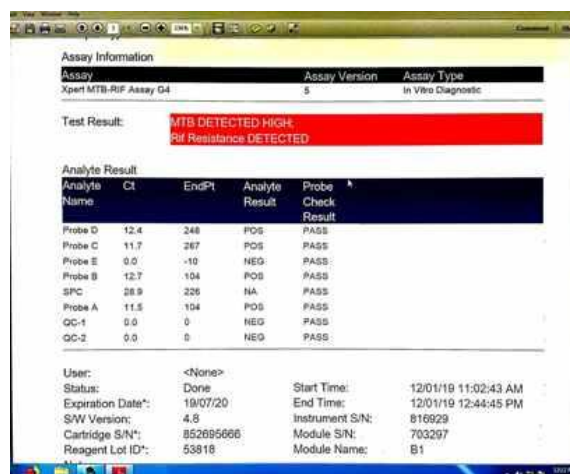 Assay Information
Assay Assay Version Assay Type
Xpert MTB-RIF Assay G4 5 In Vitro Diagnostic
Test Result: MTB DETECTED HIGH;
Rif Resistance DETECTED
Analyte Result
Analyte Name Ct EndPt Analyte Result Probe Check Result
Probe D 12.4 248 POS PASS
Probe C 11.7 267 POS PASS
Probe E 0.0 -10 NEG PASS
Probe B 12.7 104 POS PASS
SPC 28.9 226 NA PASS
Probe A 11.5 104 POS PASS
QC-1 0.0 0 NEG PASS
QC-2 0.0 0 NEG PASS
User: <None>
Status: Done Start Time: 12/01/19 11:02:43 AM
Expiration Date*: 19/07/20 End Time: 12/01/19 12:44:45 PM
S/W Version: 4.8 Instrument S/N: 816929
Cartridge S/N*: 852695666 Module S/N: 703297
Reagent Lot ID*: 53818 Module Name: B1